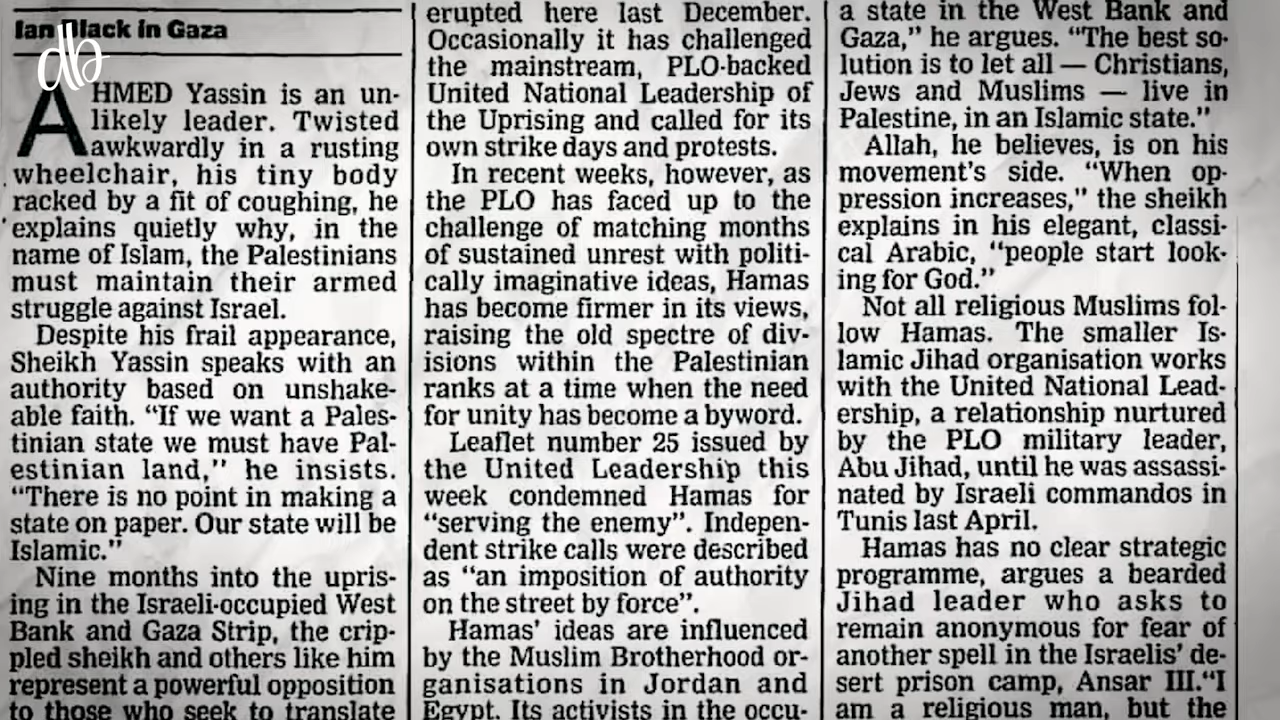 db
Ian Black in Gaza
AHMED Yassin is an un-
likely leader. Twisted
awkwardly in a rusting
wheelchair, his tiny body
racked by a fit of coughing, he
explains quietly why, in the
name of Islam, the Palestinians
must maintain their armed
struggle against Israel.
Despite his frail appearance,
Sheikh Yassin speaks with an
authority based on unshake-
able faith. “If we want a Pales-
tinian state we must have Pal-
estinian land,” he insists.
“There is no point in making a
state on paper. Our state will be
Islamic.”
Nine months into the upris-
ing in the Israeli-occupied West
Bank and Gaza Strip, the crip-
pled sheikh and others like him
represent a powerful opposition
to those who seek to translate
erupted here last December.
Occasionally it has challenged
the mainstream, PLO-backed
United National Leadership of
the Uprising and called for its
own strike days and protests.
In recent weeks, however, as
the PLO has faced up to the
challenge of matching months
of sustained unrest with politi-
cally imaginative ideas, Hamas
has become firmer in its views,
raising the old spectre of div-
isions within the Palestinian
ranks at a time when the need
for unity has become a byword.
Leaflet number 25 issued by
the United Leadership this
week condemned Hamas for
“serving the enemy”. Indepen-
dent strike calls were described
as “an imposition of authority
on the street by force”.
Hamas’ ideas are influenced
by the Muslim Brotherhood or-
ganisations in Jordan and
Egypt. Its activists in the occu-
a state in the West Bank and
Gaza,” he argues. “The best so-
lution is to let all — Christians,
Jews and Muslims — live in
Palestine, in an Islamic state.”
Allah, he believes, is on his
movement’s side. “When op-
pression increases,” the sheikh
explains in his elegant, classi-
cal Arabic, “people start look-
ing for God.”
Not all religious Muslims fol-
low Hamas. The smaller Is-
lamic Jihad organisation works
with the United National Lead-
ership, a relationship nurtured
by the PLO military leader,
Abu Jihad, until he was assassi-
nated by Israeli commandos in
Tunis last April.
Hamas has no clear strategic
programme, argues a bearded
Jihad leader who asks to
remain anonymous for fear of
another spell in the Israelis’ de-
sert prison camp, Ansar III.“I
am a religious man, but the